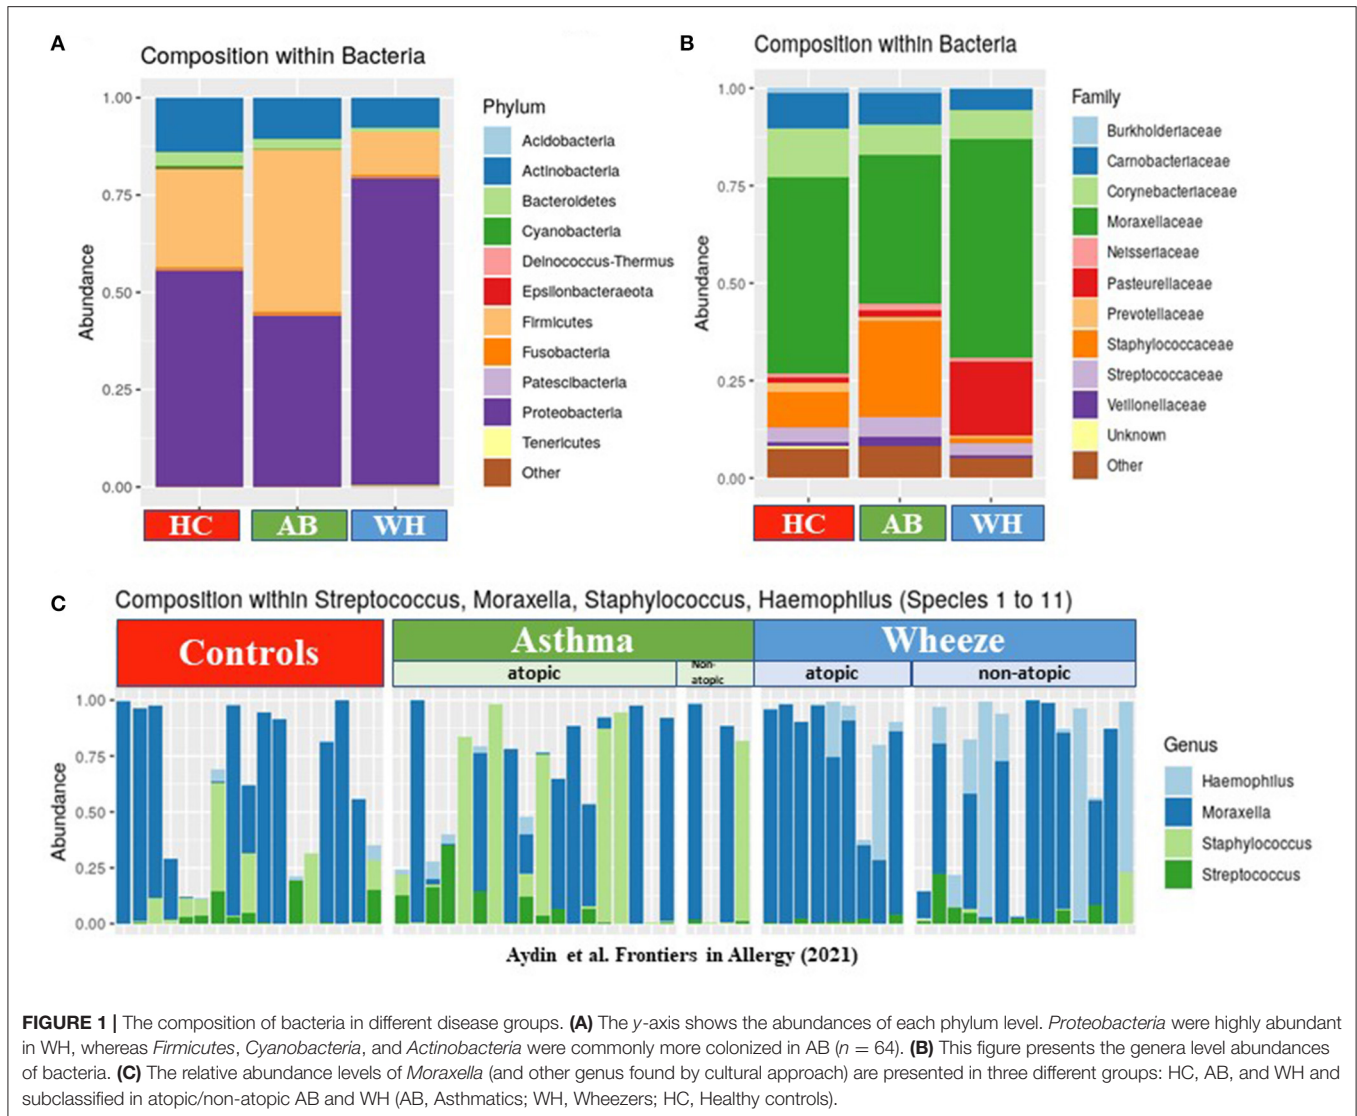 A
Composition within Bacteria
1.00
0.75
0.50
0.25
0.00
Abundance
HC
AB
WH
Phylum
Acidobacteria
Actinobacteria
Bacteroidetes
Cyanobacteria
Deinococcus-Thermus
Epsilonbacteraeota
Firmicutes
Fusobacteria
Patescibacteria
Proteobacteria
Tenericutes
Other
B
Composition within Bacteria
1.00
0.75
0.50
0.25
0.00
Abundance
HC
AB
WH
Family
Burkholderiaceae
Carnobacteriaceae
Corynebacteriaceae
Moraxellaceae
Neisseriaceae
Pasteurellaceae
Prevotellaceae
Staphylococcaceae
Streptococcaceae
Veillonellaceae
Unknown
Other
C
Composition within Streptococcus, Moraxella, Staphylococcus, Haemophilus (Species 1 to 11)
Controls
Asthma
Wheeze
atopic
Non-
atopic
atopic
non-atopic
1.00
0.75
0.50
0.25
0.00
Abundance
Genus
Haemophilus
Moraxella
Staphylococcus
Streptococcus
Aydin et al. Frontiers in Allergy (2021)
FIGURE 1 | The composition of bacteria in different disease groups. (A) The y-axis shows the abundances of each phylum level. Proteobacteria were highly abundant
in WH, whereas Firmicutes, Cyanobacteria, and Actinobacteria were commonly more colonized in AB (n = 64). (B) This figure presents the genera level abundances
of bacteria. (C) The relative abundance levels of Moraxella (and other genus found by cultural approach) are presented in three different groups: HC, AB, and WH and
subclassified in atopic/non-atopic AB and WH (AB, Asthmatics; WH, Wheezers; HC, Healthy controls).